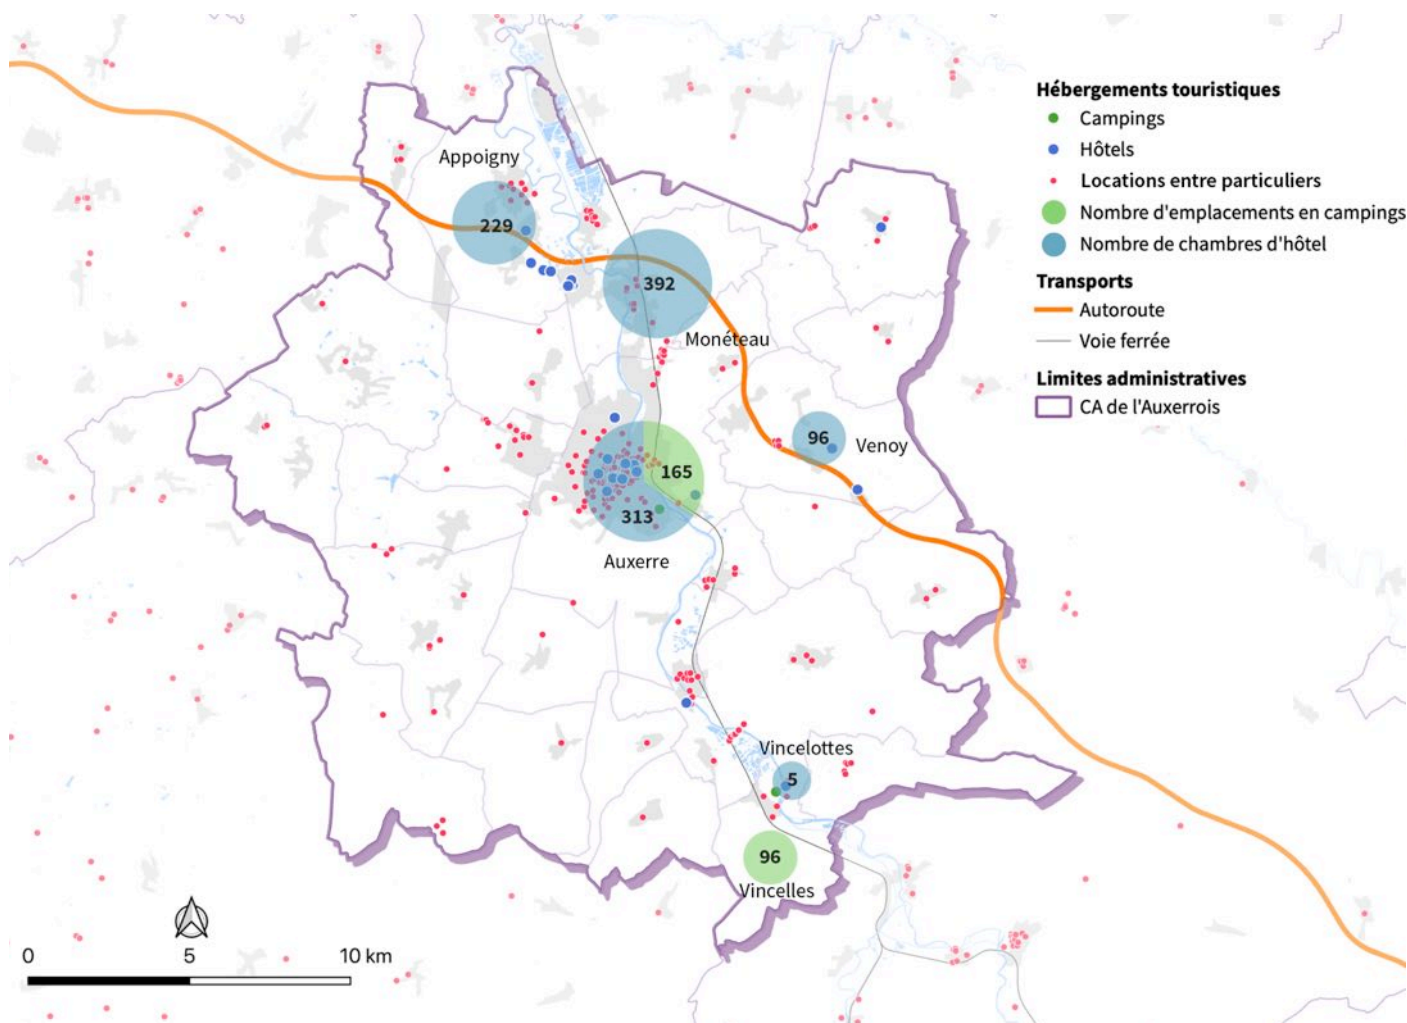 Hébergements touristiques
Campings
Hôtels
Locations entre particuliers
Nombre d'emplacements en campings
Nombre de chambres d'hôtel
Transports
Autoroute
Voie ferrée
Limites administratives
CA de l'Auxerrois
Appoigny
229
392
Monéteau
96
Venoy
165
313
Auxerre
Vincelottes
5
96
Vincelles
0 5 10 km